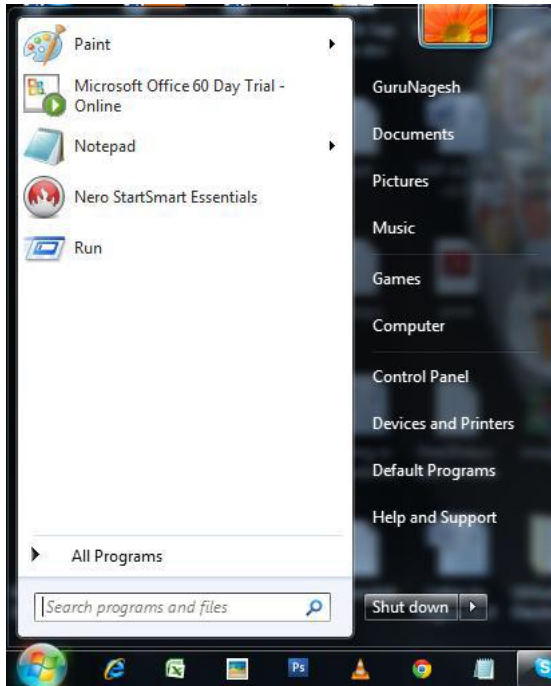 Paint
Microsoft Office 60 Day Trial -
Online
Notepad
Nero StartSmart Essentials
Run
All Programs
Search programs and files
GuruNagesh
Documents
Pictures
Music
Games
Computer
Control Panel
Devices and Printers
Default Programs
Help and Support
Shut down
Ps
S